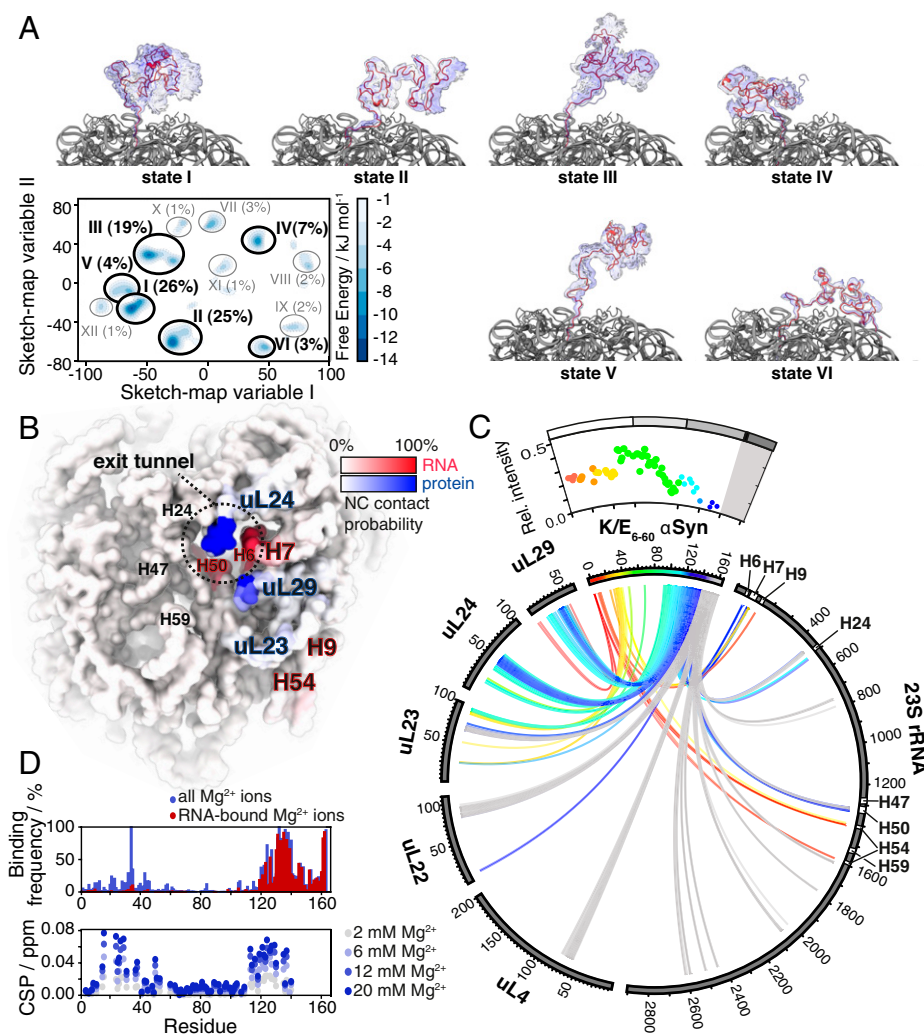 A
state I
state II
state III
state IV
Sketch-map variable II
80
40
0
-40
-80
X (1%)
VII (3%)
III (19%)
IV(7%)
V (4%)
XI (1%)
VIII (2%)
I (26%)
XII (1%)
IX (2%)
II (25%)
VI (3%)
-100
-50
0
50
100
Sketch-map variable I
Free Energy / kJ mol⁻¹
-1
-2
-4
-6
-8
-10
-12
-14
state V
state VI
B
exit tunnel
0%
100%
RNA
protein
NC contact
probability
uL24
H24
H6
H7
H50
H47
uL29
H59
uL23
H9
H54
C
Rel. Intensity
0.5
0.0
K/E₆₋₆₀ αSyn
0
40
80
120
160
uL29
50
uL24
100
50
uL23
100
50
uL22
100
50
uL4
200
150
100
50
H6
H7
H9
400
H24
600
800
23S rRNA
1000
1200
H47
H50
H54
H59
1600
1800
2000
2200
2400
2600
2800
D
all Mg²⁺ ions
RNA-bound Mg²⁺ ions
Binding
frequency / %
100
50
0
0
40
80
120
160
CSP / ppm
0.08
0.04
0.00
2 mM Mg²⁺
6 mM Mg²⁺
12 mM Mg²⁺
20 mM Mg²⁺
0
40
80
120
160
Residue